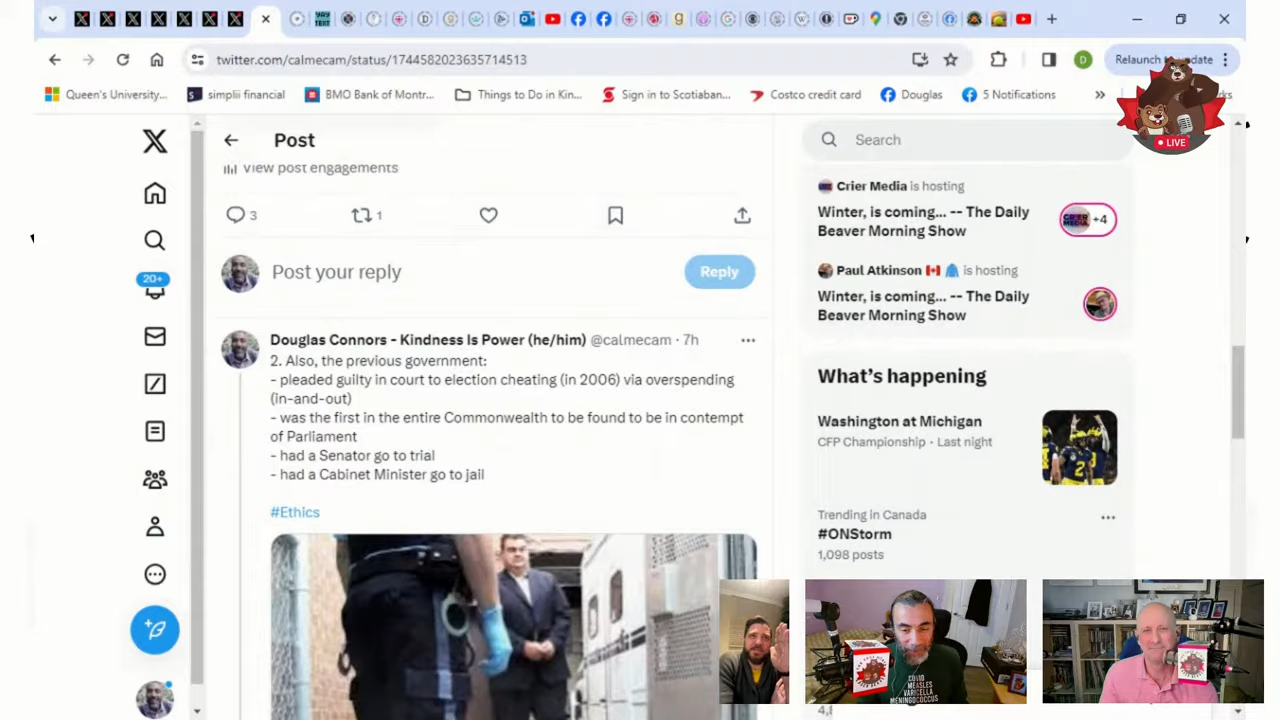 twitter.com/calmecam/status/1744582023635714513
Relaunch to update
Queen's University...
simplii financial
BMO Bank of Montr...
Things to Do in Kin...
Sign in to Scotiaban...
Costco credit card
Douglas
5 Notifications
LIVE
Post
Search
View post engagements
3
1
Crier Media is hosting
Winter, is coming... -- The Daily
Beaver Morning Show
+4
Post your reply
Reply
20+
Paul Atkinson is hosting
Winter, is coming... -- The Daily
Beaver Morning Show
Douglas Connors - Kindness Is Power (he/him) @calmecam · 7h
2. Also, the previous government:
- pleaded guilty in court to election cheating (in 2006) via overspending
(in-and-out)
- was the first in the entire Commonwealth to be found to be in contempt
of Parliament
- had a Senator go to trial
- had a Cabinet Minister go to jail
#Ethics
What's happening
Washington at Michigan
CFP Championship · Last night
Trending in Canada
#ONStorm
1,098 posts
COVID
MEASLES
VARICELLA
MENINGOCOCCUS